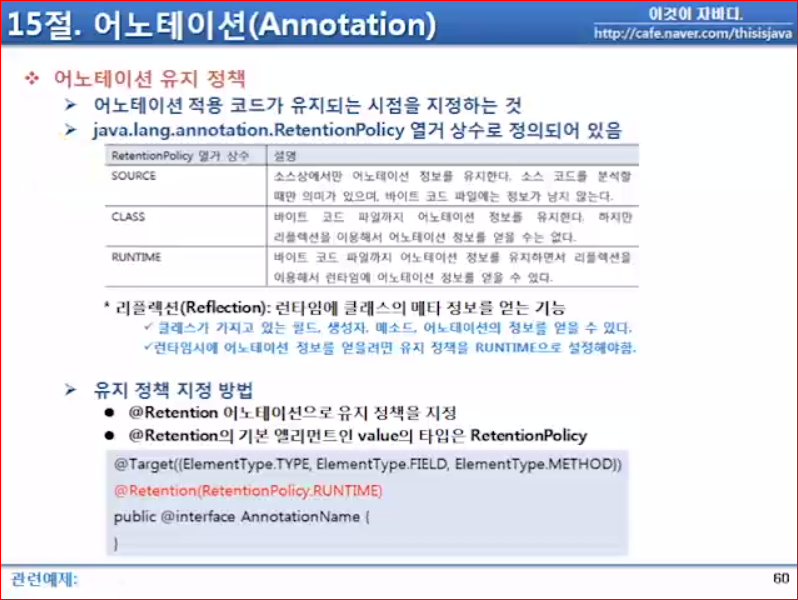 15절. 어노테이션(Annotation)
이것이 자바디.
http://cafe.naver.com/thisisjava
❖ 어노테이션 유지 정책
➤ 어노테이션 적용 코드가 유지되는 시점을 지정하는 것
➤ java.lang.annotation.RetentionPolicy 열거 상수로 정의되어 있음
RetentionPolicy 열거 상수 설명
SOURCE 소스상에서만 어노테이션 정보를 유지한다. 소스 코드를 분석할
때만 의미가 있으며, 바이트 코드 파일에는 정보가 남지 않는다.
CLASS 바이트 코드 파일까지 어노테이션 정보를 유지한다. 하지만
리플렉션을 이용해서 어노테이션 정보를 얻을 수는 없다.
RUNTIME 바이트 코드 파일까지 어노테이션 정보를 유지하면서 리플렉션을
이용해서 런타임에 어노테이션 정보를 얻을 수 있다.
* 리플렉션(Reflection): 런타임에 클래스의 메타 정보를 얻는 기능
✓ 클래스가 가지고 있는 필드, 생성자, 메소드, 어노테이션의 정보를 얻을 수 있다.
✓런타임시에 어노테이션 정보를 얻을려면 유지 정책을 RUNTIME으로 설정해야함.
➤ 유지 정책 지정 방법
● @Retention 어노테이션으로 유지 정책을 지정
● @Retention의 기본 엘리먼트인 value의 타입은 RetentionPolicy
@Target({ElementType.TYPE, ElementType.FIELD, ElementType.METHOD})
@Retention(RetentionPolicy.RUNTIME)
public @interface AnnotationName {
}
관련예제:
60